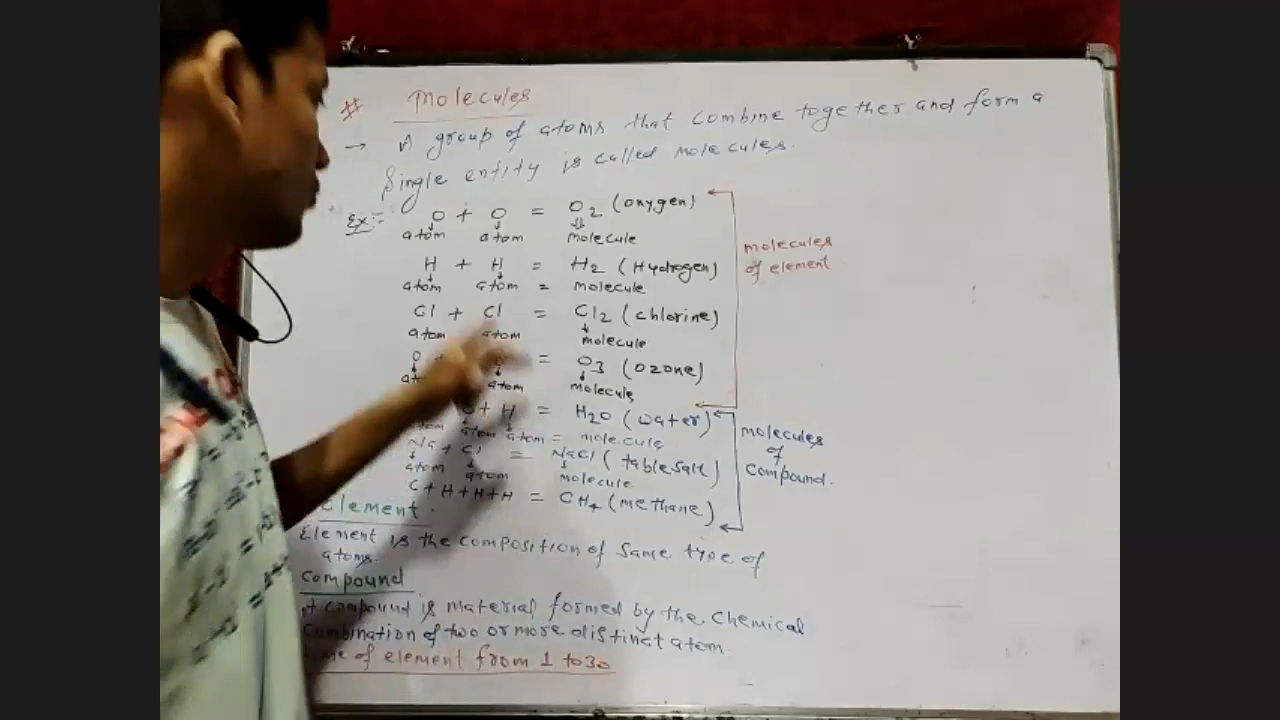 # Molecules
→ A group of atoms that combine together and form a
Single entity is called molecules.
Ex:- O + O = O2 (oxygen)
atom atom molecule
H + H = H2 (Hydrogen)
atom atom = molecule
molecules
of element
Cl + Cl = Cl2 (chlorine)
atom atom molecule
O = O3 (ozone)
atom molecule
+ H = H2O (water)
atom atom = molecule
Na + Cl = NaCl (table salt)
atom atom molecule
C + H + H + H = CH4 (methane)
molecules
of
compound.
Element
Element is the composition of same type of
atoms.
Compound
A compound is material formed by the chemical
combination of two or more distinct atom
of element from 1 to 30